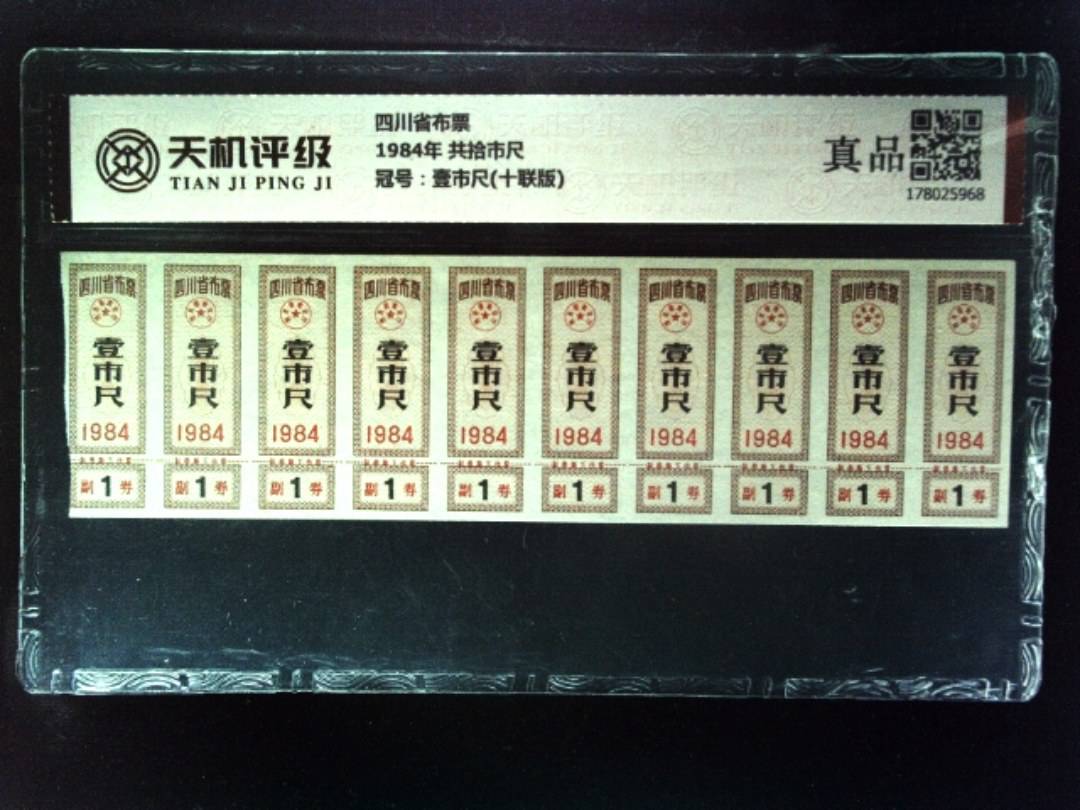 天机评级
TIAN JI PING JI
四川省布票
1984年 共拾市尺
冠号：壹市尺(十联版)
真品
178025968
四川省布票 四川省布票 四川省布票 四川省布票 四川省布票 四川省布票 四川省布票 四川省布票 四川省布票 四川省布票
壹市尺 壹市尺 壹市尺 壹市尺 壹市尺 壹市尺 壹市尺 壹市尺 壹市尺 壹市尺
1984 1984 1984 1984 1984 1984 1984 1984 1984 1984
副1券 副1券 副1券 副1券 副1券 副1券 副1券 副1券 副1券 副1券